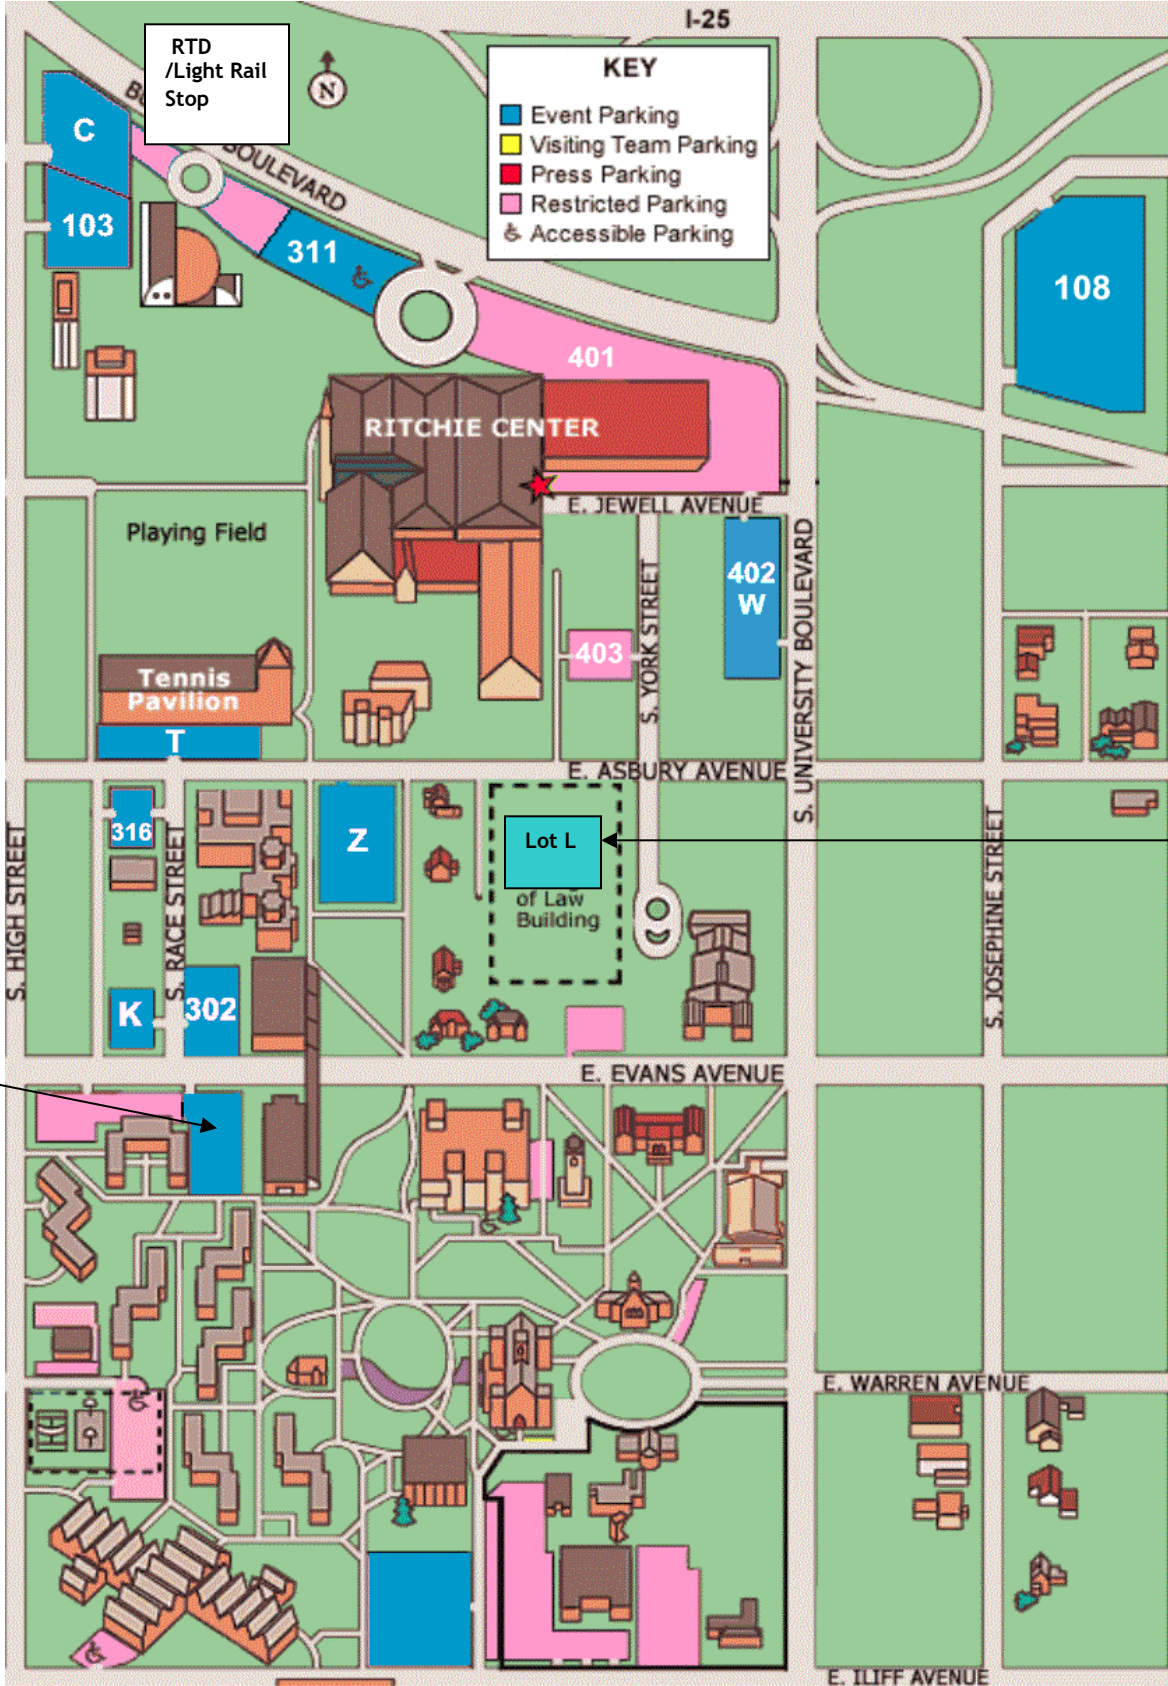 I-25
RTD
/Light Rail
Stop
N
KEY
Event Parking
Visiting Team Parking
Press Parking
Restricted Parking
Accessible Parking
BOULEVARD
C
103
311
108
401
RITCHIE CENTER
E. JEWELL AVENUE
Playing Field
402
W
403
S. YORK STREET
S. UNIVERSITY BOULEVARD
Tennis
Pavilion
T
E. ASBURY AVENUE
316
Z
Lot L
of Law
Building
S. HIGH STREET
S. RACE STREET
S. JOSEPHINE STREET
K
302
E. EVANS AVENUE
E. WARREN AVENUE
E. ILIFF AVENUE